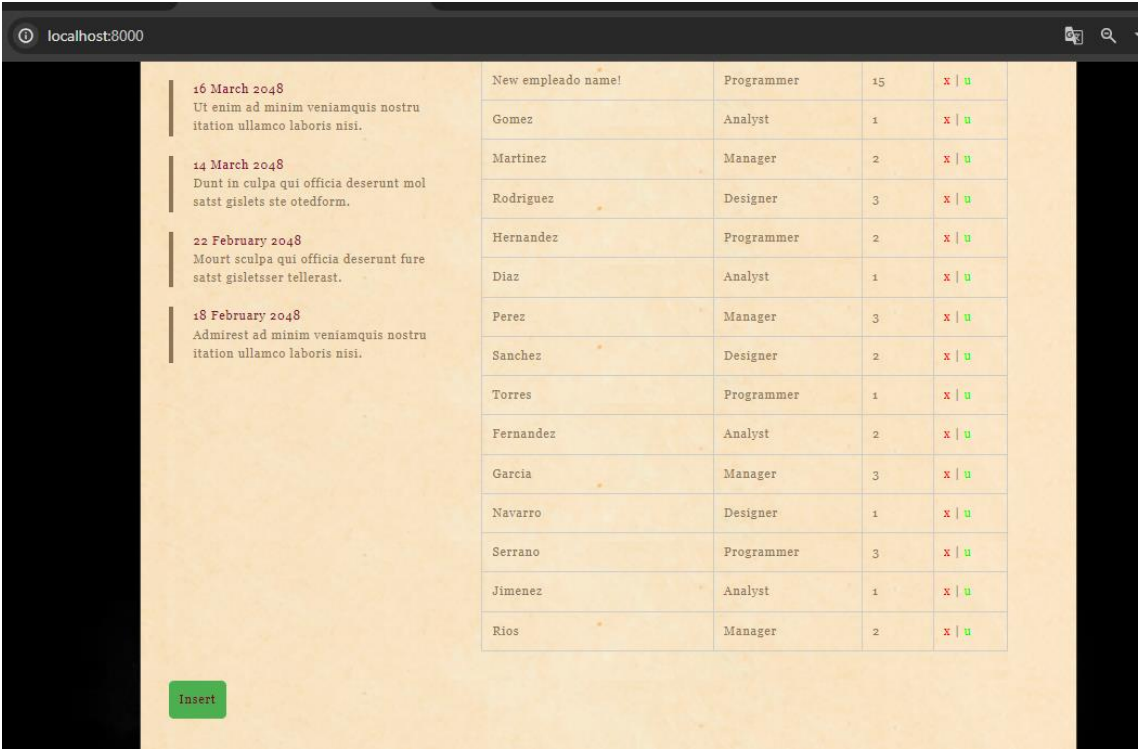 localhost:8000
16 March 2048
Ut enim ad minim veniamquis nostru
itation ullamco laboris nisi.
14 March 2048
Dunt in culpa qui officia deserunt mol
satst gislets ste otedform.
22 February 2048
Mourt sculpa qui officia deserunt fure
satst gisletsser tellerast.
18 February 2048
Admirest ad minim veniamquis nostru
itation ullamco laboris nisi.
New empleado name! Programmer 15 x | u
Gomez Analyst 1 x | u
Martinez Manager 2 x | u
Rodriguez Designer 3 x | u
Hernandez Programmer 2 x | u
Diaz Analyst 1 x | u
Perez Manager 3 x | u
Sanchez Designer 2 x | u
Torres Programmer 1 x | u
Fernandez Analyst 2 x | u
Garcia Manager 3 x | u
Navarro Designer 1 x | u
Serrano Programmer 3 x | u
Jimenez Analyst 1 x | u
Rios Manager 2 x | u
Insert